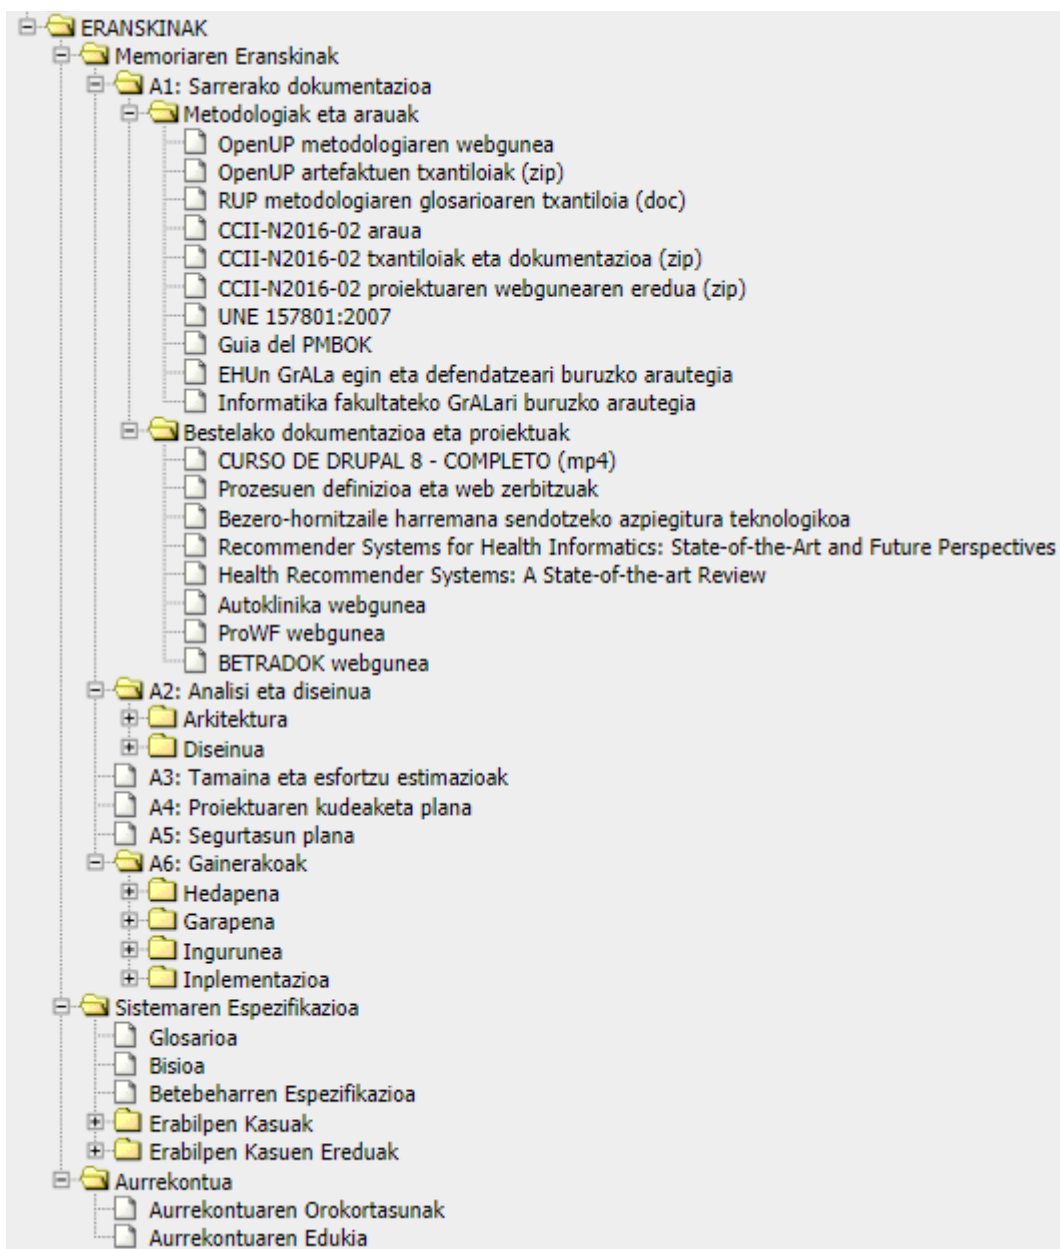 ERANSKINAK
Memoriaren Eranskinak
A1: Sarrerako dokumentazioa
Metodologiak eta arauak
OpenUP metodologiaren webgunea
OpenUP artefaktuen txantiloiak (zip)
RUP metodologiaren glosarioaren txantiloia (doc)
CCII-N2016-02 araua
CCII-N2016-02 txantiloiak eta dokumentazioa (zip)
CCII-N2016-02 proiektuaren webgunearen eredua (zip)
UNE 157801:2007
Guia del PMBOK
EHUn GrALa egin eta defendatzeari buruzko arautegia
Informatika fakultateko GrALari buruzko arautegia
Bestelako dokumentazioa eta proiektuak
CURSO DE DRUPAL 8 - COMPLETO (mp4)
Prozesuen definizioa eta web zerbitzuak
Bezero-hornitzaile harremana sendotzeko azpiegitura teknologikoa
Recommender Systems for Health Informatics: State-of-the-Art and Future Perspectives
Health Recommender Systems: A State-of-the-art Review
Autoklinika webgunea
ProWF webgunea
BETRADOK webgunea
A2: Analisi eta diseinua
Arkitektura
Diseinua
A3: Tamaina eta esfortzu estimazioak
A4: Proiektuaren kudeaketa plana
A5: Segurtasun plana
A6: Gainerakoak
Hedapena
Garapena
Ingurunea
Inplementazioa
Sistemaren Espezifikazioa
Glosarioa
Bisioa
Betebeharren Espezifikazioa
Erabilpen Kasuak
Erabilpen Kasuen Ereduak
Aurrekontua
Aurrekontuaren Orokortasunak
Aurrekontuaren Edukia